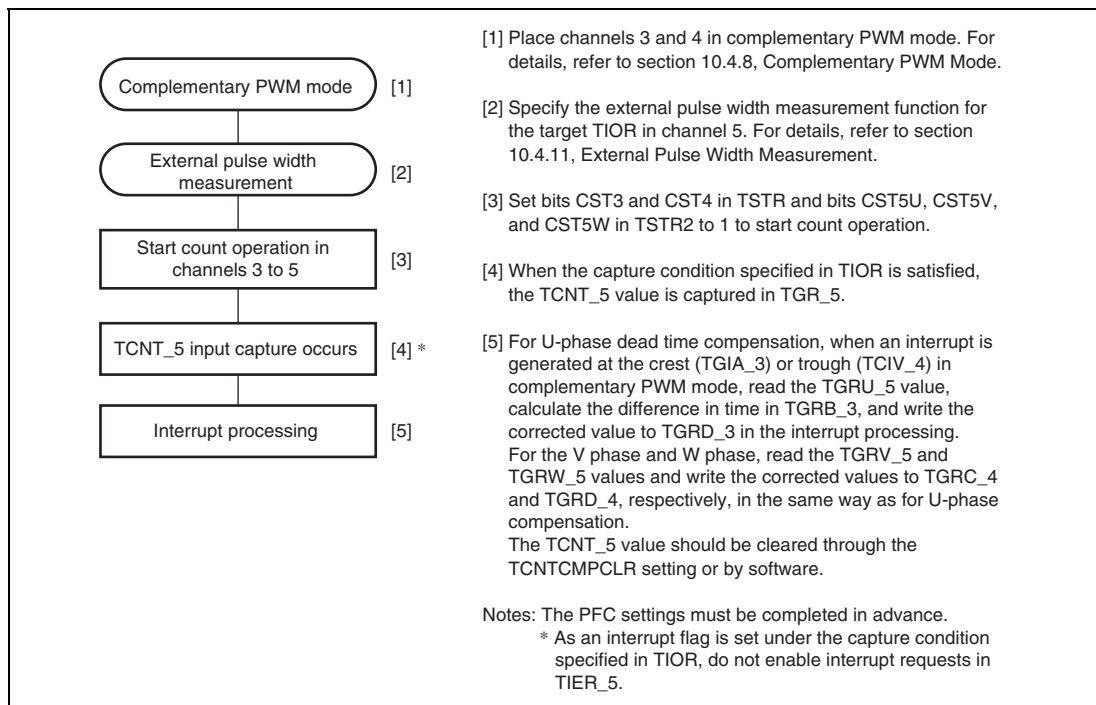 Complementary PWM mode [1]
External pulse width
measurement [2]
Start count operation in
channels 3 to 5 [3]
TCNT_5 input capture occurs [4] *
Interrupt processing [5]
[1] Place channels 3 and 4 in complementary PWM mode. For
details, refer to section 10.4.8, Complementary PWM Mode.
[2] Specify the external pulse width measurement function for
the target TIOR in channel 5. For details, refer to section
10.4.11, External Pulse Width Measurement.
[3] Set bits CST3 and CST4 in TSTR and bits CST5U, CST5V,
and CST5W in TSTR2 to 1 to start count operation.
[4] When the capture condition specified in TIOR is satisfied,
the TCNT_5 value is captured in TGR_5.
[5] For U-phase dead time compensation, when an interrupt is
generated at the crest (TGIA_3) or trough (TCIV_4) in
complementary PWM mode, read the TGRU_5 value,
calculate the difference in time in TGRB_3, and write the
corrected value to TGRD_3 in the interrupt processing.
For the V phase and W phase, read the TGRV_5 and
TGRW_5 values and write the corrected values to TGRC_4
and TGRD_4, respectively, in the same way as for U-phase
compensation.
The TCNT_5 value should be cleared through the
TCNTCMPCLR setting or by software.
Notes: The PFC settings must be completed in advance.
* As an interrupt flag is set under the capture condition
specified in TIOR, do not enable interrupt requests in
TIER_5.